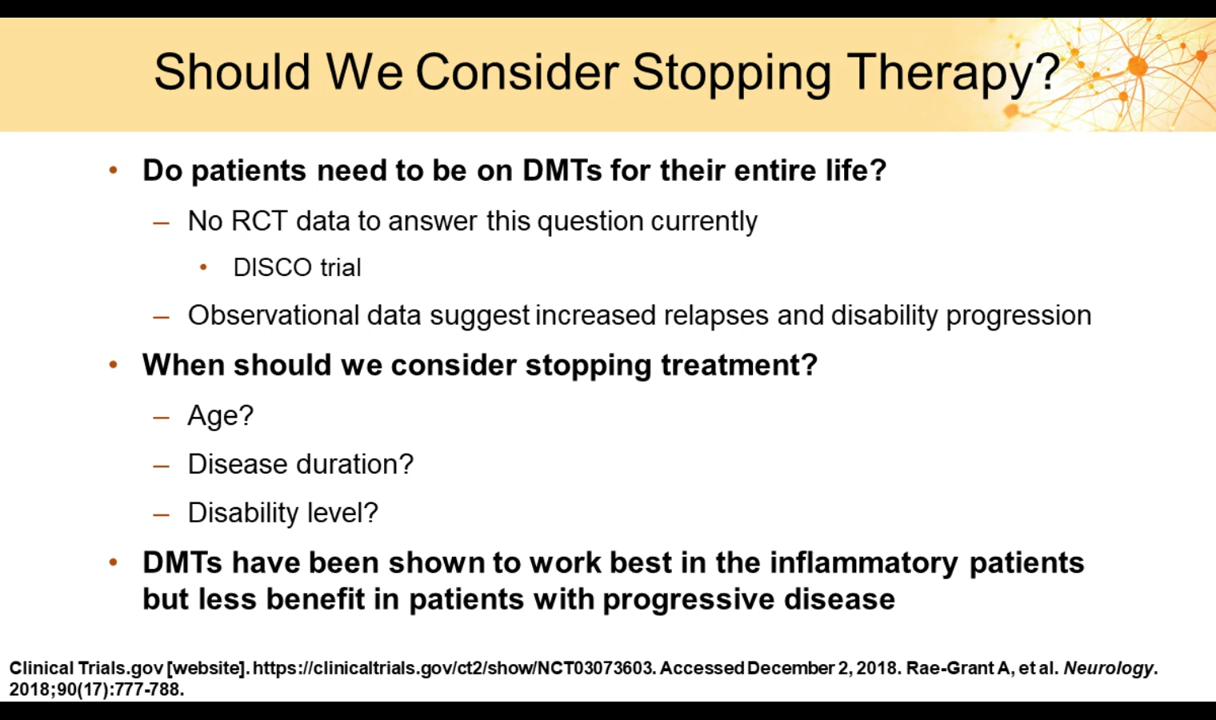 Should We Consider Stopping Therapy?
• Do patients need to be on DMTs for their entire life?
– No RCT data to answer this question currently
• DISCO trial
– Observational data suggest increased relapses and disability progression
• When should we consider stopping treatment?
– Age?
– Disease duration?
– Disability level?
• DMTs have been shown to work best in the inflammatory patients
but less benefit in patients with progressive disease
Clinical Trials.gov [website]. https://clinicaltrials.gov/ct2/show/NCT03073603. Accessed December 2, 2018. Rae-Grant A, et al. Neurology.
2018;90(17):777-788.